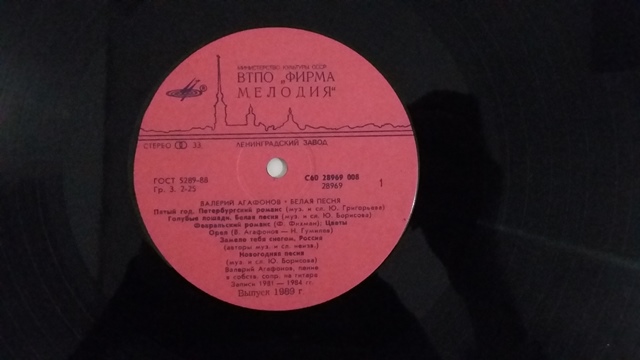 МИНИСТЕРСТВО КУЛЬТУРЫ СССР
ВТПО „ФИРМА
МЕЛОДИЯ"
СТЕРЕО 33
ЛЕНИНГРАДСКИЙ ЗАВОД
ГОСТ 5289-88
Гр. 3. 2-25
С60 28969 008
28969
1
ВАЛЕРИЙ АГАФОНОВ • БЕЛАЯ ПЕСНЯ
Пятый год, Петербургский романс (муз. и сл. Ю. Григорьева)
Голубые лошади, Белая песня (муз. и сл. Ю. Борисова)
Февральский романс (Ф. Фихман); Цветы
Орел (В. Агафонов — Н. Гумилев)
Замело тебя снегом, Россия
(авторы муз. и сл. неизв.)
Новогодняя песня
(муз. и сл. Ю. Борисова)
Валерий Агафонов, пение
в собств. сопр. на гитаре
Записи 1981 — 1984 гг.
Выпуск 1989 г.